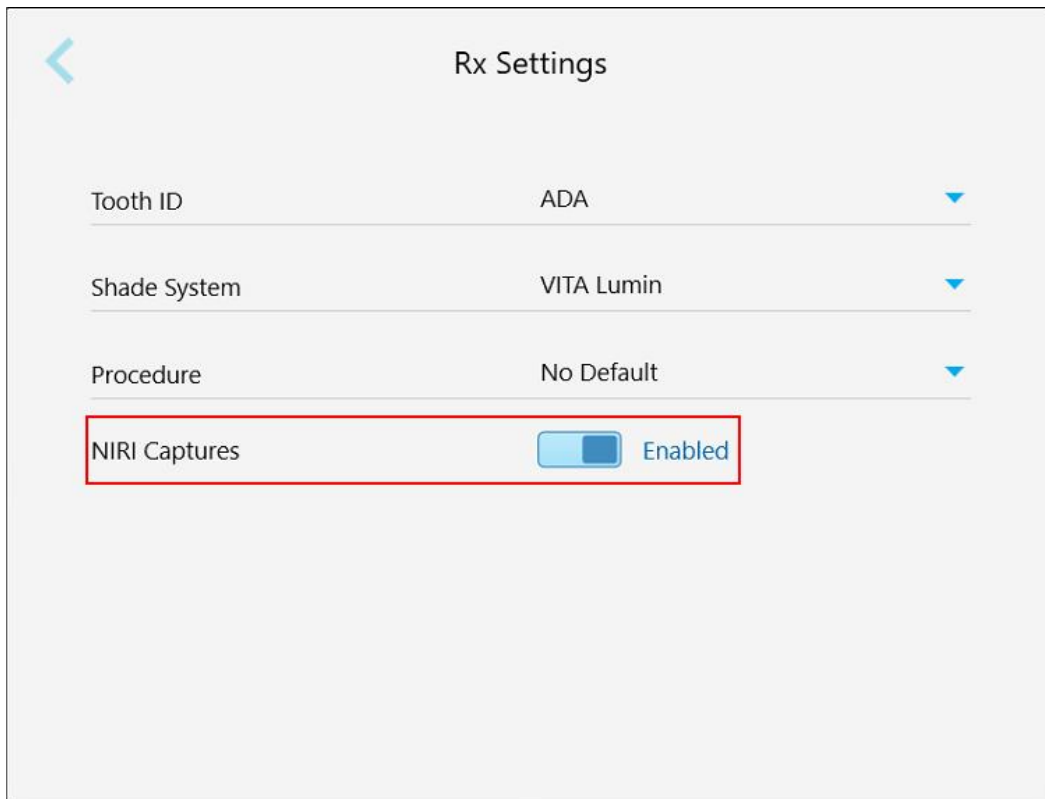 Rx Settings
Tooth ID ADA
Shade System VITA Lumin
Procedure No Default
NIRI Captures Enabled